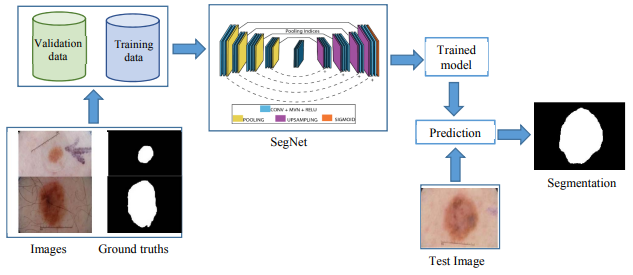 Validation
data
Training
data
Pooling Indices
CONV + MVN + RELU
POOLING
UPSAMPLING
SIGMOID
SegNet
Trained
model
Prediction
Segmentation
Images
Ground truths
Test Image